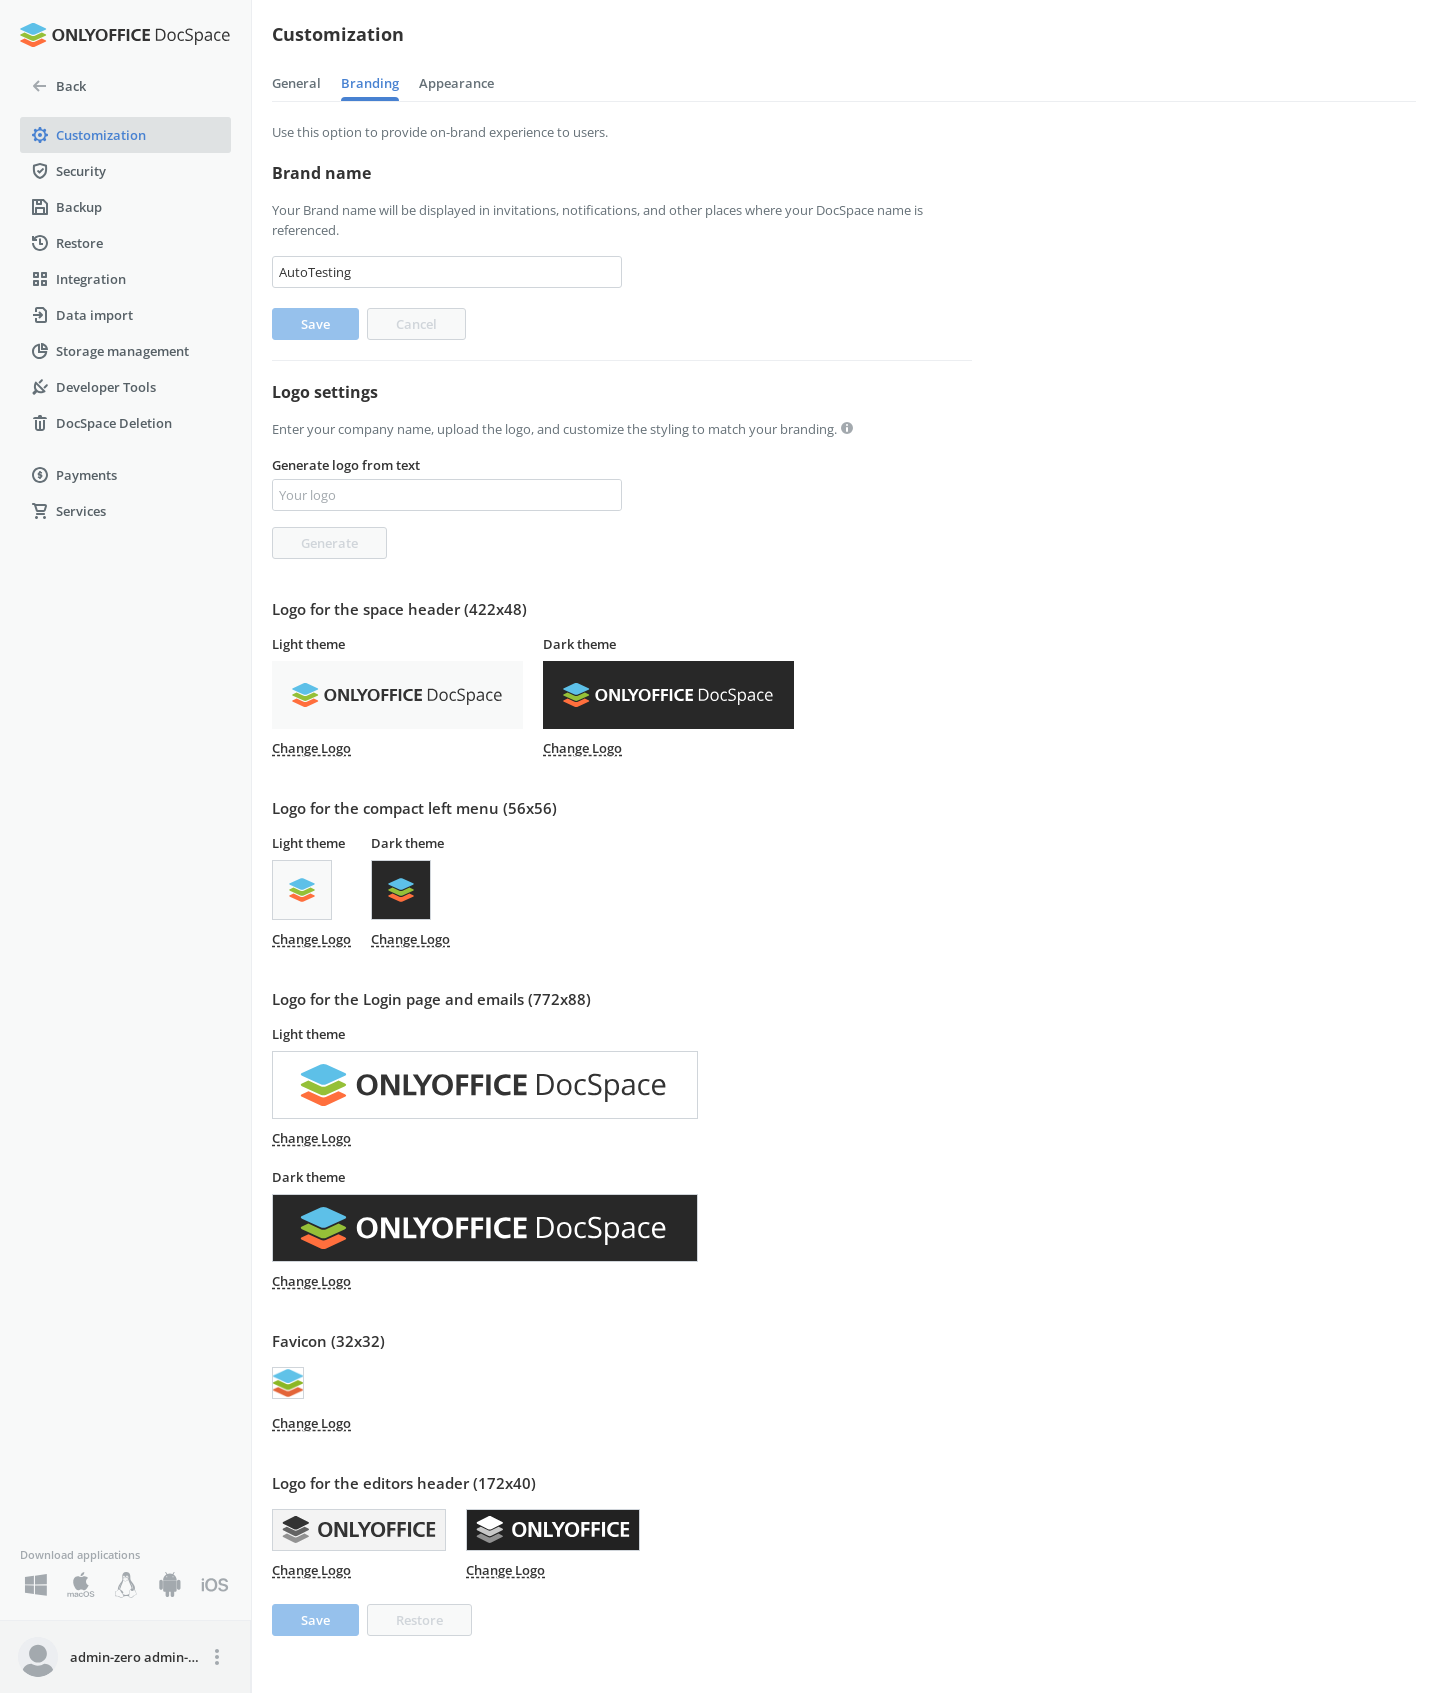 ONLYOFFICE DocSpace
Back
Customization
Security
Backup
Restore
Integration
Data import
Storage management
Developer Tools
DocSpace Deletion
Payments
Services
Download applications
macOS
iOS
admin-zero admin-...
Customization
General Branding Appearance
Use this option to provide on-brand experience to users.
Brand name
Your Brand name will be displayed in invitations, notifications, and other places where your DocSpace name is
referenced.
AutoTesting
Save Cancel
Logo settings
Enter your company name, upload the logo, and customize the styling to match your branding.
Generate logo from text
Your logo
Generate
Logo for the space header (422x48)
Light theme Dark theme
ONLYOFFICE DocSpace ONLYOFFICE DocSpace
Change Logo Change Logo
Logo for the compact left menu (56x56)
Light theme Dark theme
Change Logo Change Logo
Logo for the Login page and emails (772x88)
Light theme
ONLYOFFICE DocSpace
Change Logo
Dark theme
ONLYOFFICE DocSpace
Change Logo
Favicon (32x32)
Change Logo
Logo for the editors header (172x40)
ONLYOFFICE ONLYOFFICE
Change Logo Change Logo
Save Restore